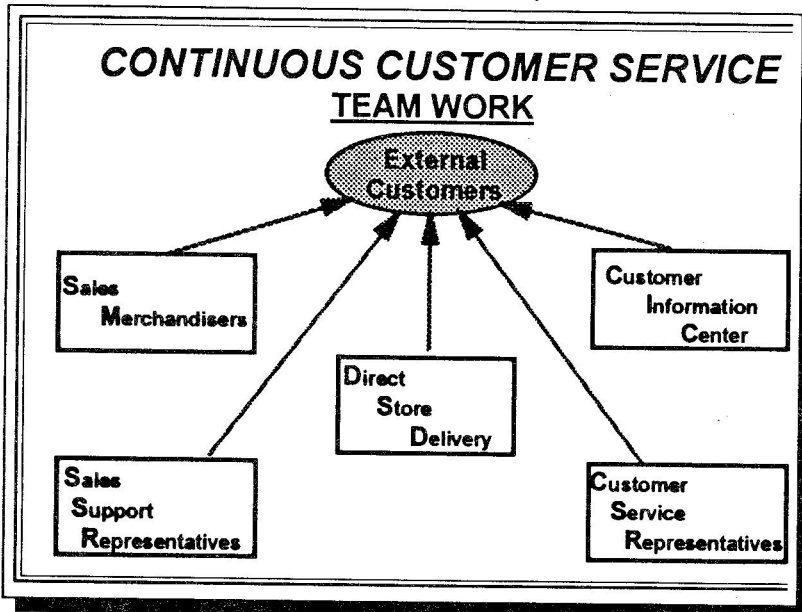 CONTINUOUS CUSTOMER SERVICE
TEAM WORK
External
Customers
Sales
Merchandisers
Customer
Information
Center
Direct
Store
Delivery
Sales
Support
Representatives
Customer
Service
Representatives